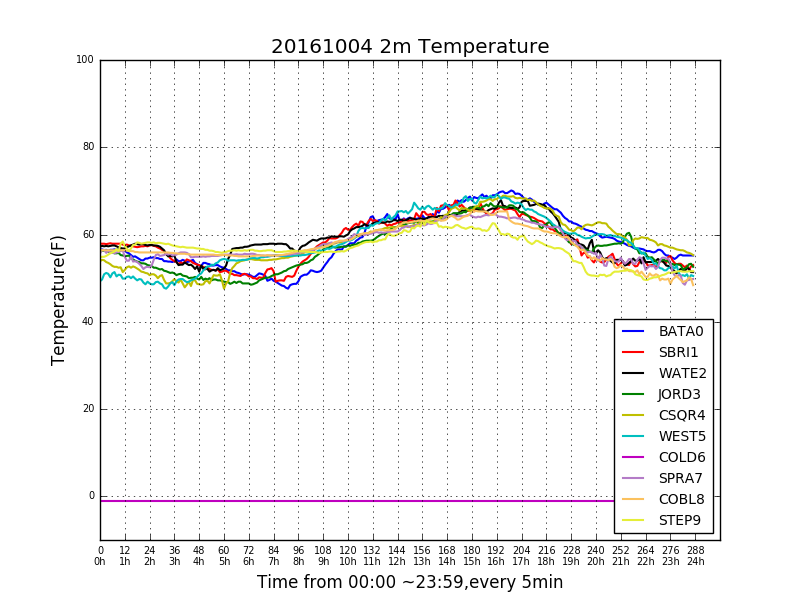 20161004 2m Temperature
Temperature(F)
100
80
60
40
20
0
BATA0
SBRI1
WATE2
JORD3
CSQR4
WEST5
COLD6
SPRA7
COBL8
STEP9
0 12 24 36 48 60 72 84 96 108 120 132 144 156 168 180 192 204 216 228 240 252 264 276 288
0h 1h 2h 3h 4h 5h 6h 7h 8h 9h 10h 11h 12h 13h 14h 15h 16h 17h 18h 19h 20h 21h 22h 23h 24h
Time from 00:00 ~23:59,every 5min